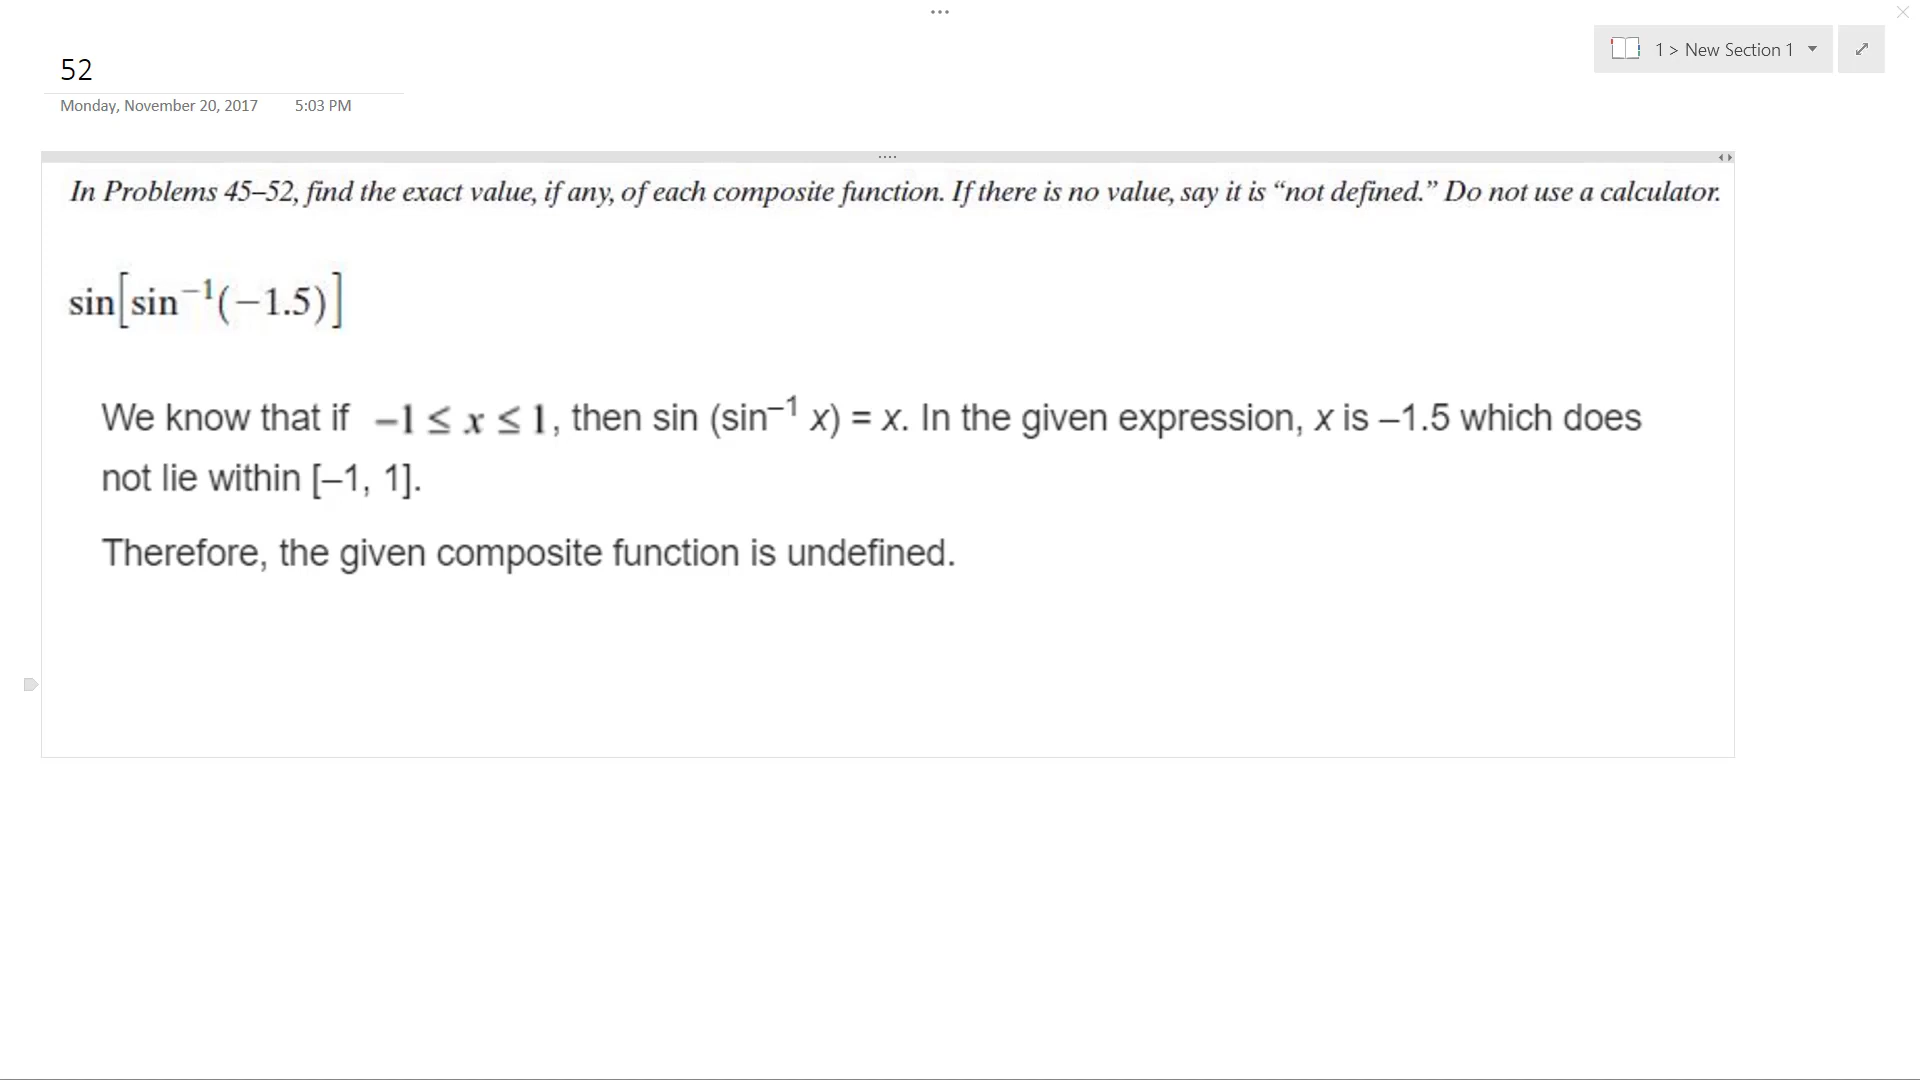 1 > New Section 1
52
Monday, November 20, 2017 5:03 PM
In Problems 45–52, find the exact value, if any, of each composite function. If there is no value, say it is “not defined.” Do not use a calculator.
sin[sin⁻¹(−1.5)]
We know that if −1 ≤ x ≤ 1, then sin (sin⁻¹ x) = x. In the given expression, x is –1.5 which does
not lie within [–1, 1].
Therefore, the given composite function is undefined.